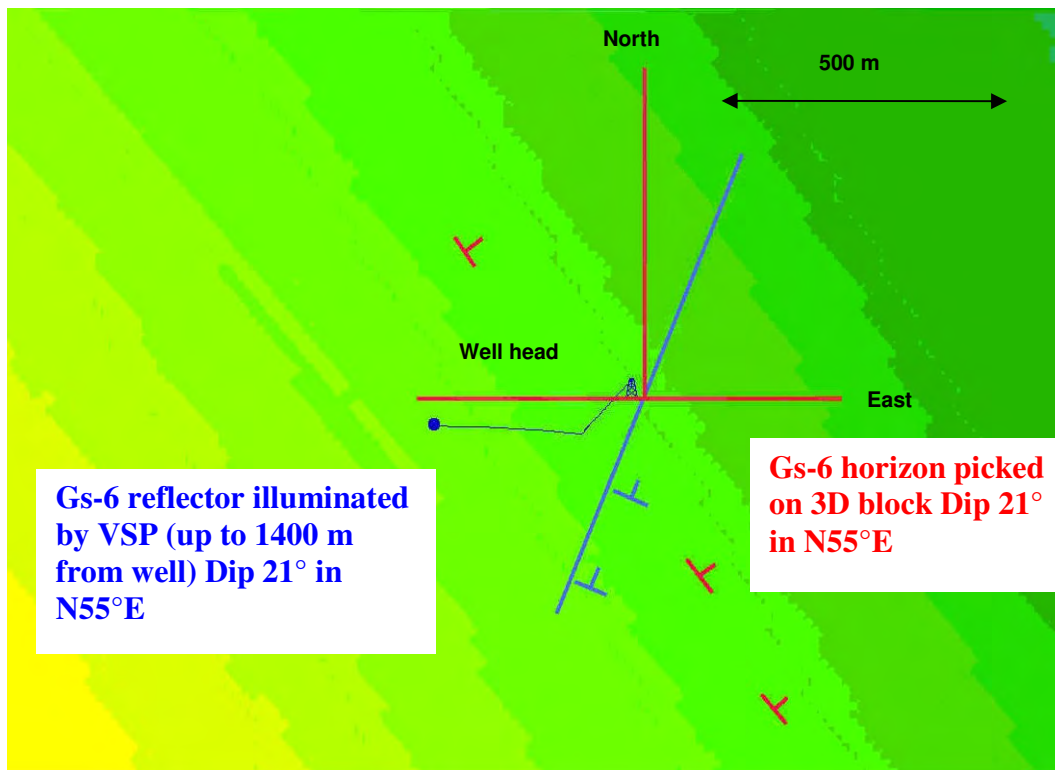 North
500 m
Well head
East
Gs-6 horizon picked
on 3D block Dip 21°
in N55°E
Gs-6 reflector illuminated
by VSP (up to 1400 m
from well) Dip 21° in
N55°E